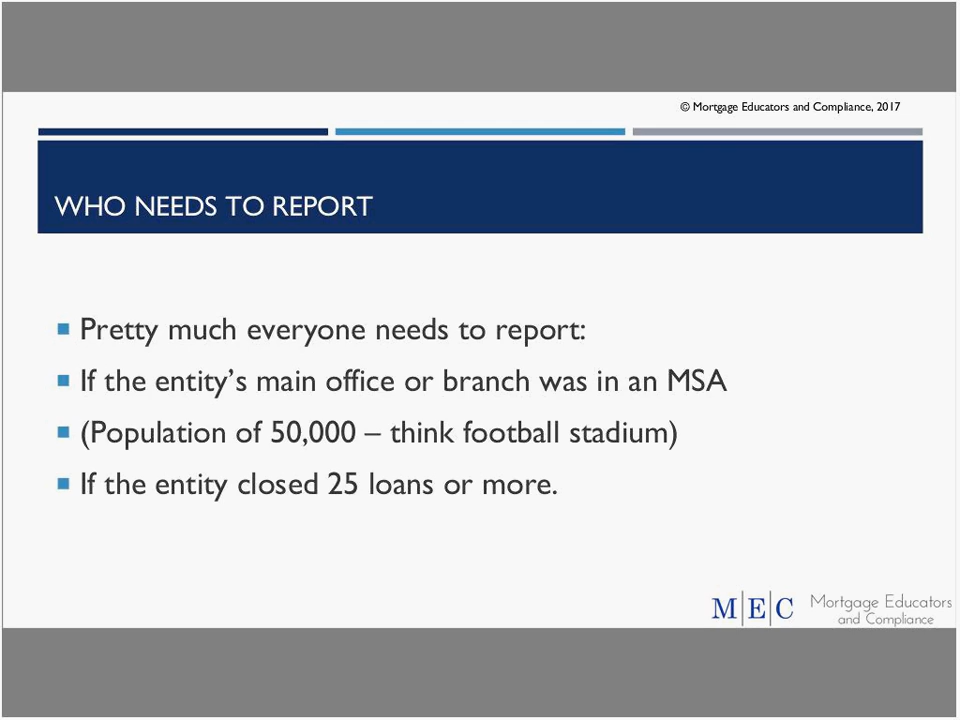 © Mortgage Educators and Compliance, 2017
WHO NEEDS TO REPORT
Pretty much everyone needs to report:
If the entity’s main office or branch was in an MSA
(Population of 50,000 – think football stadium)
If the entity closed 25 loans or more.
M|E|C Mortgage Educators
and Compliance